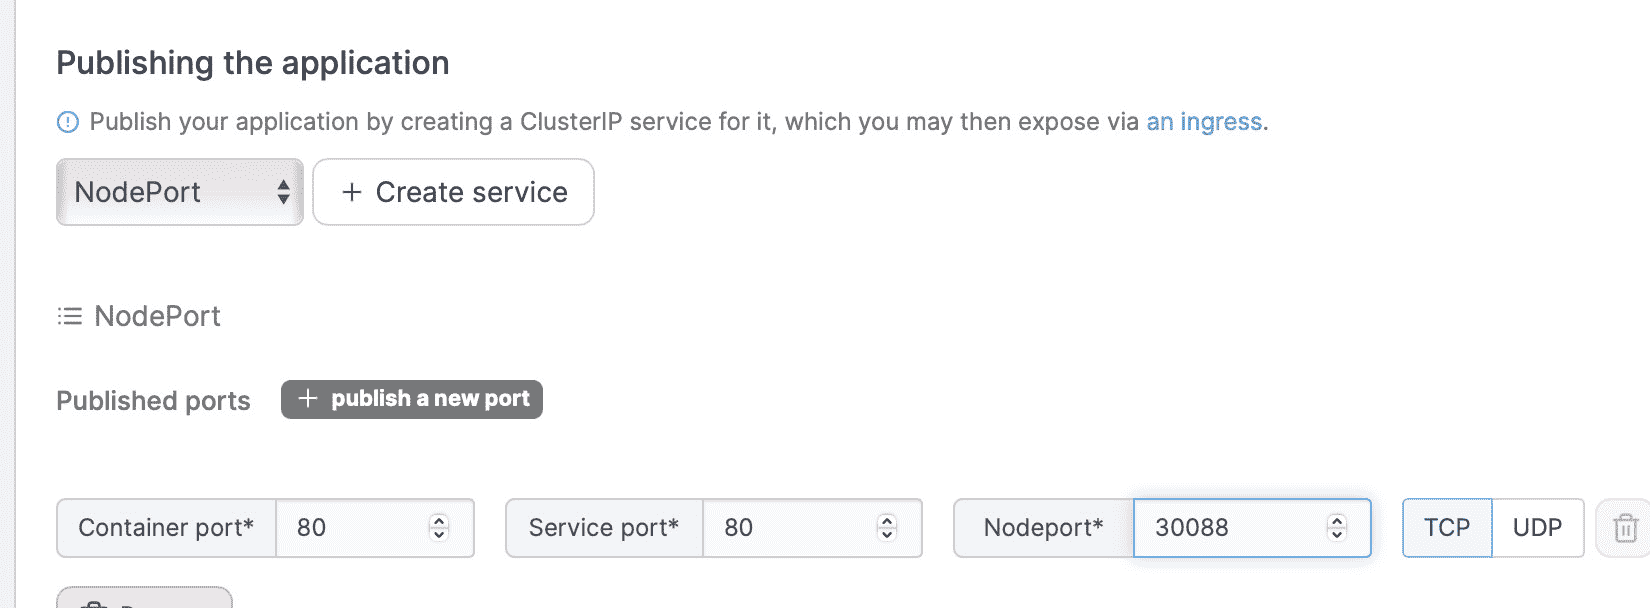 Publishing the application
Publish your application by creating a ClusterIP service for it, which you may then expose via an ingress.
NodePort + Create service
NodePort
Published ports + publish a new port
Container port* 80 Service port* 80 Nodeport* 30088 TCP UDP